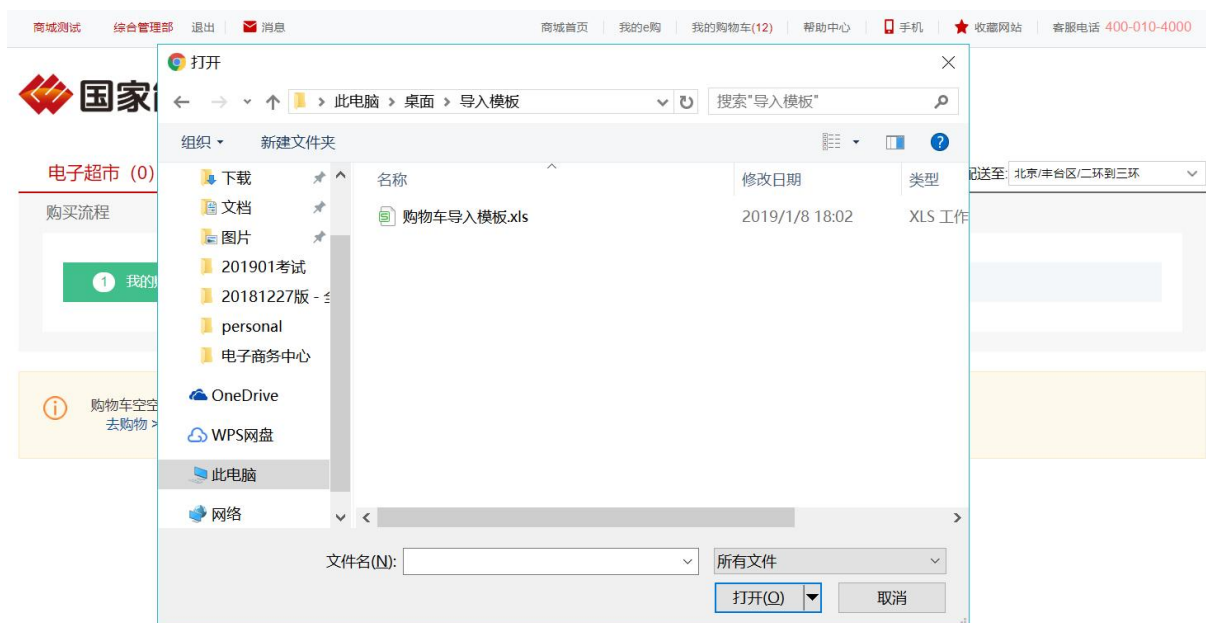 商城测试 综合管理部 退出 消息 商城首页 我的e购 我的购物车(12) 帮助中心 手机 收藏网站 客服电话 400-010-4000
打开
国家
此电脑 › 桌面 › 导入模板 搜索"导入模板"
组织 新建文件夹
电子超市 (0) 配送至: 北京/丰台区/二环到三环
下载
名称 修改日期 类型
购买流程
文档
购物车导入模板.xls 2019/1/8 18:02 XLS 工作
图片
201901考试
1 我的
20181227版 -
personal
电子商务中心
OneDrive
购物车空空
去购物 >
WPS网盘
此电脑
网络
文件名(N): 所有文件
打开(O) 取消